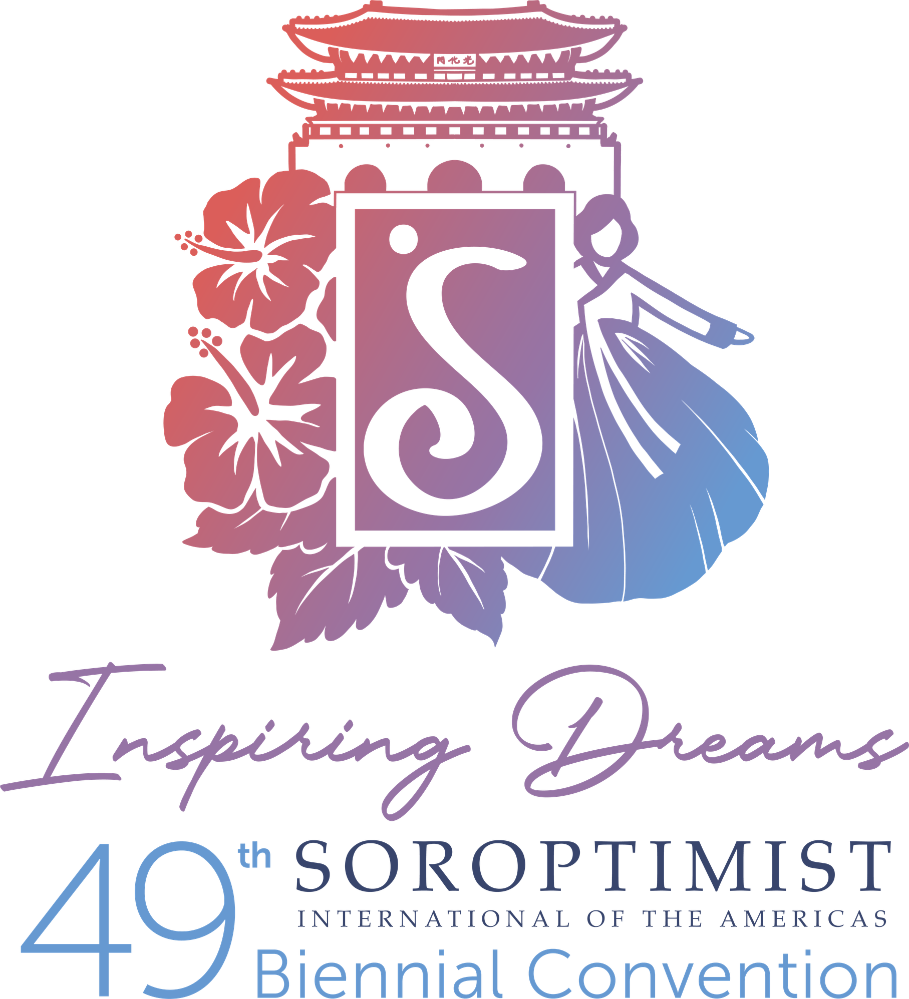 門化光
S
Inspiring Dreams
49th SOROPTIMIST
INTERNATIONAL OF THE AMERICAS
Biennial Convention